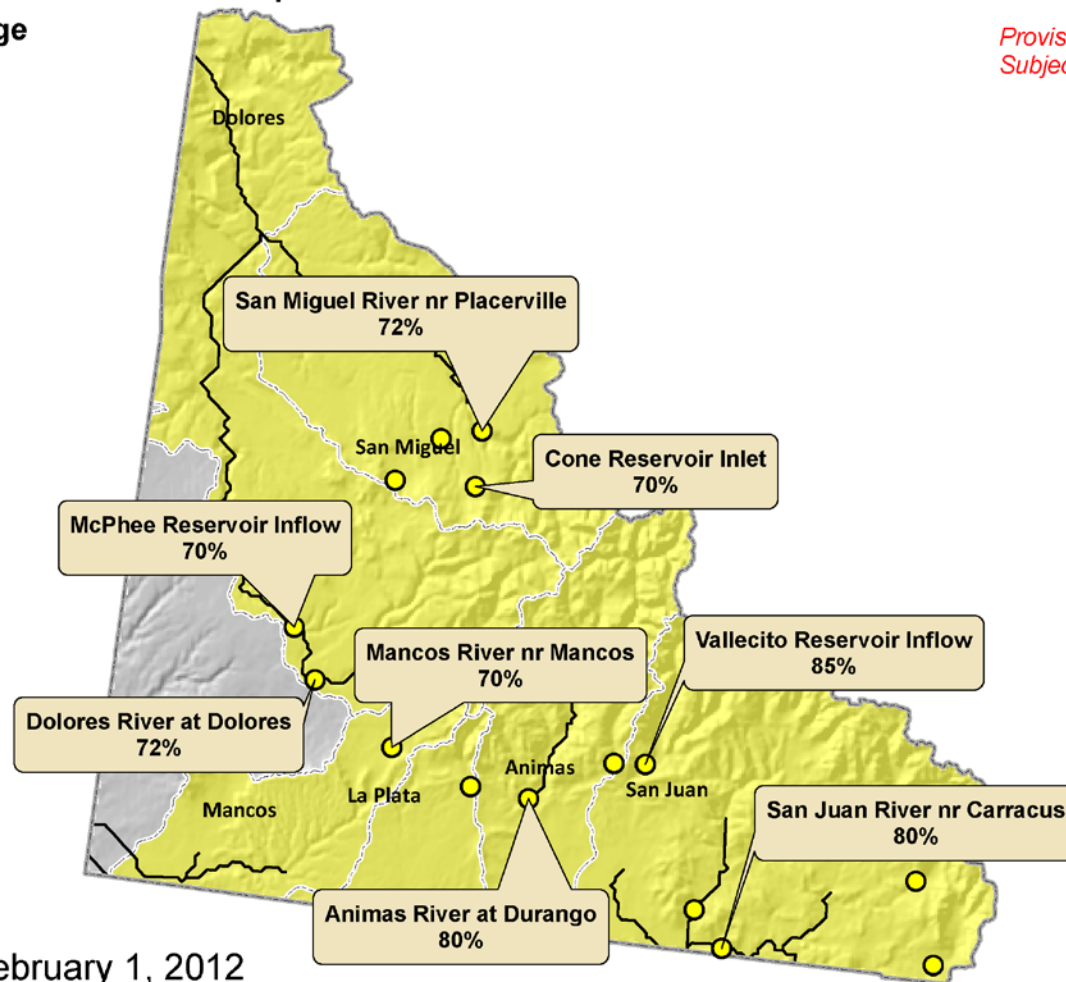 ge
Provis
Subjec
Dolores
San Miguel River nr Placerville
72%
San Miguel
Cone Reservoir Inlet
70%
McPhee Reservoir Inflow
70%
Mancos River nr Mancos
70%
Vallecito Reservoir Inflow
85%
Dolores River at Dolores
72%
Animas
San Juan
La Plata
Mancos
San Juan River nr Carracus
80%
Animas River at Durango
80%
ebruary 1, 2012